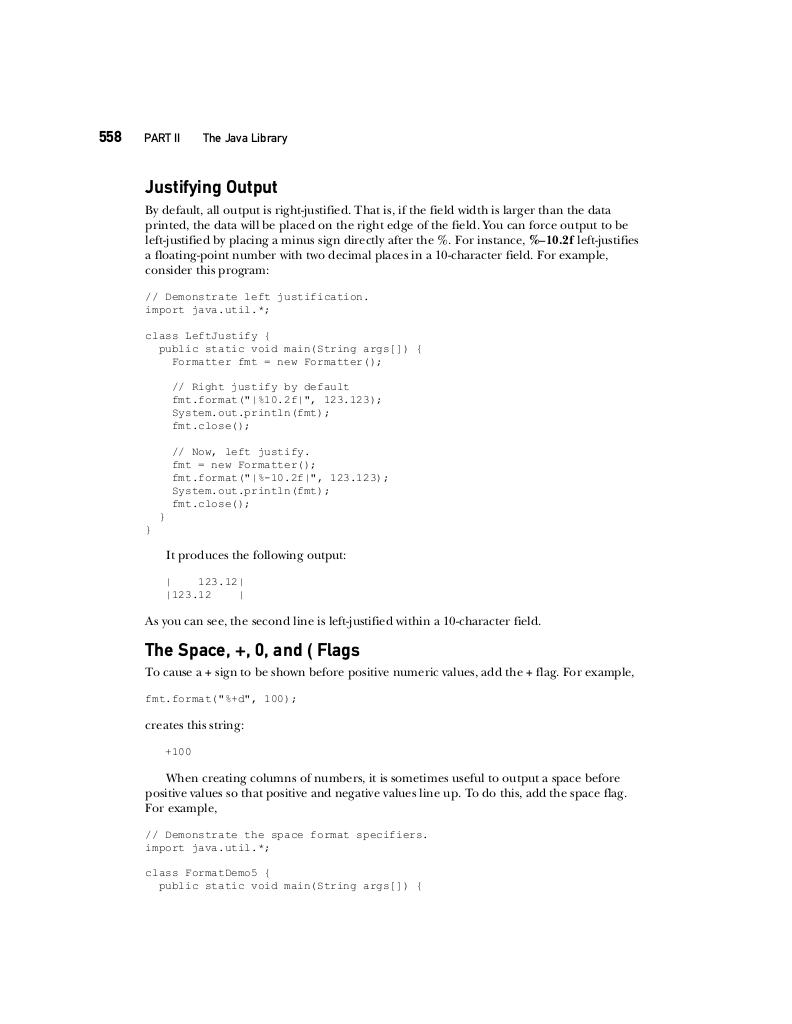 558 PART II The Java Library
Justifying Output
By default, all output is right-justified. That is, if the field width is larger than the data
printed, the data will be placed on the right edge of the field. You can force output to be
left-justified by placing a minus sign directly after the %. For instance, %–10.2f left-justifies
a floating-point number with two decimal places in a 10-character field. For example,
consider this program:
// Demonstrate left justification.
import java.util.*;
class LeftJustify {
  public static void main(String args[]) {
    Formatter fmt = new Formatter();
    // Right justify by default
    fmt.format("|%10.2f|", 123.123);
    System.out.println(fmt);
    fmt.close();
    // Now, left justify.
    fmt = new Formatter();
    fmt.format("|%-10.2f|", 123.123);
    System.out.println(fmt);
    fmt.close();
  }
}
It produces the following output:
|    123.12|
|123.12    |
As you can see, the second line is left-justified within a 10-character field.
The Space, +, 0, and ( Flags
To cause a + sign to be shown before positive numeric values, add the + flag. For example,
fmt.format("%+d", 100);
creates this string:
+100
When creating columns of numbers, it is sometimes useful to output a space before
positive values so that positive and negative values line up. To do this, add the space flag.
For example,
// Demonstrate the space format specifiers.
import java.util.*;
class FormatDemo5 {
  public static void main(String args[]) {